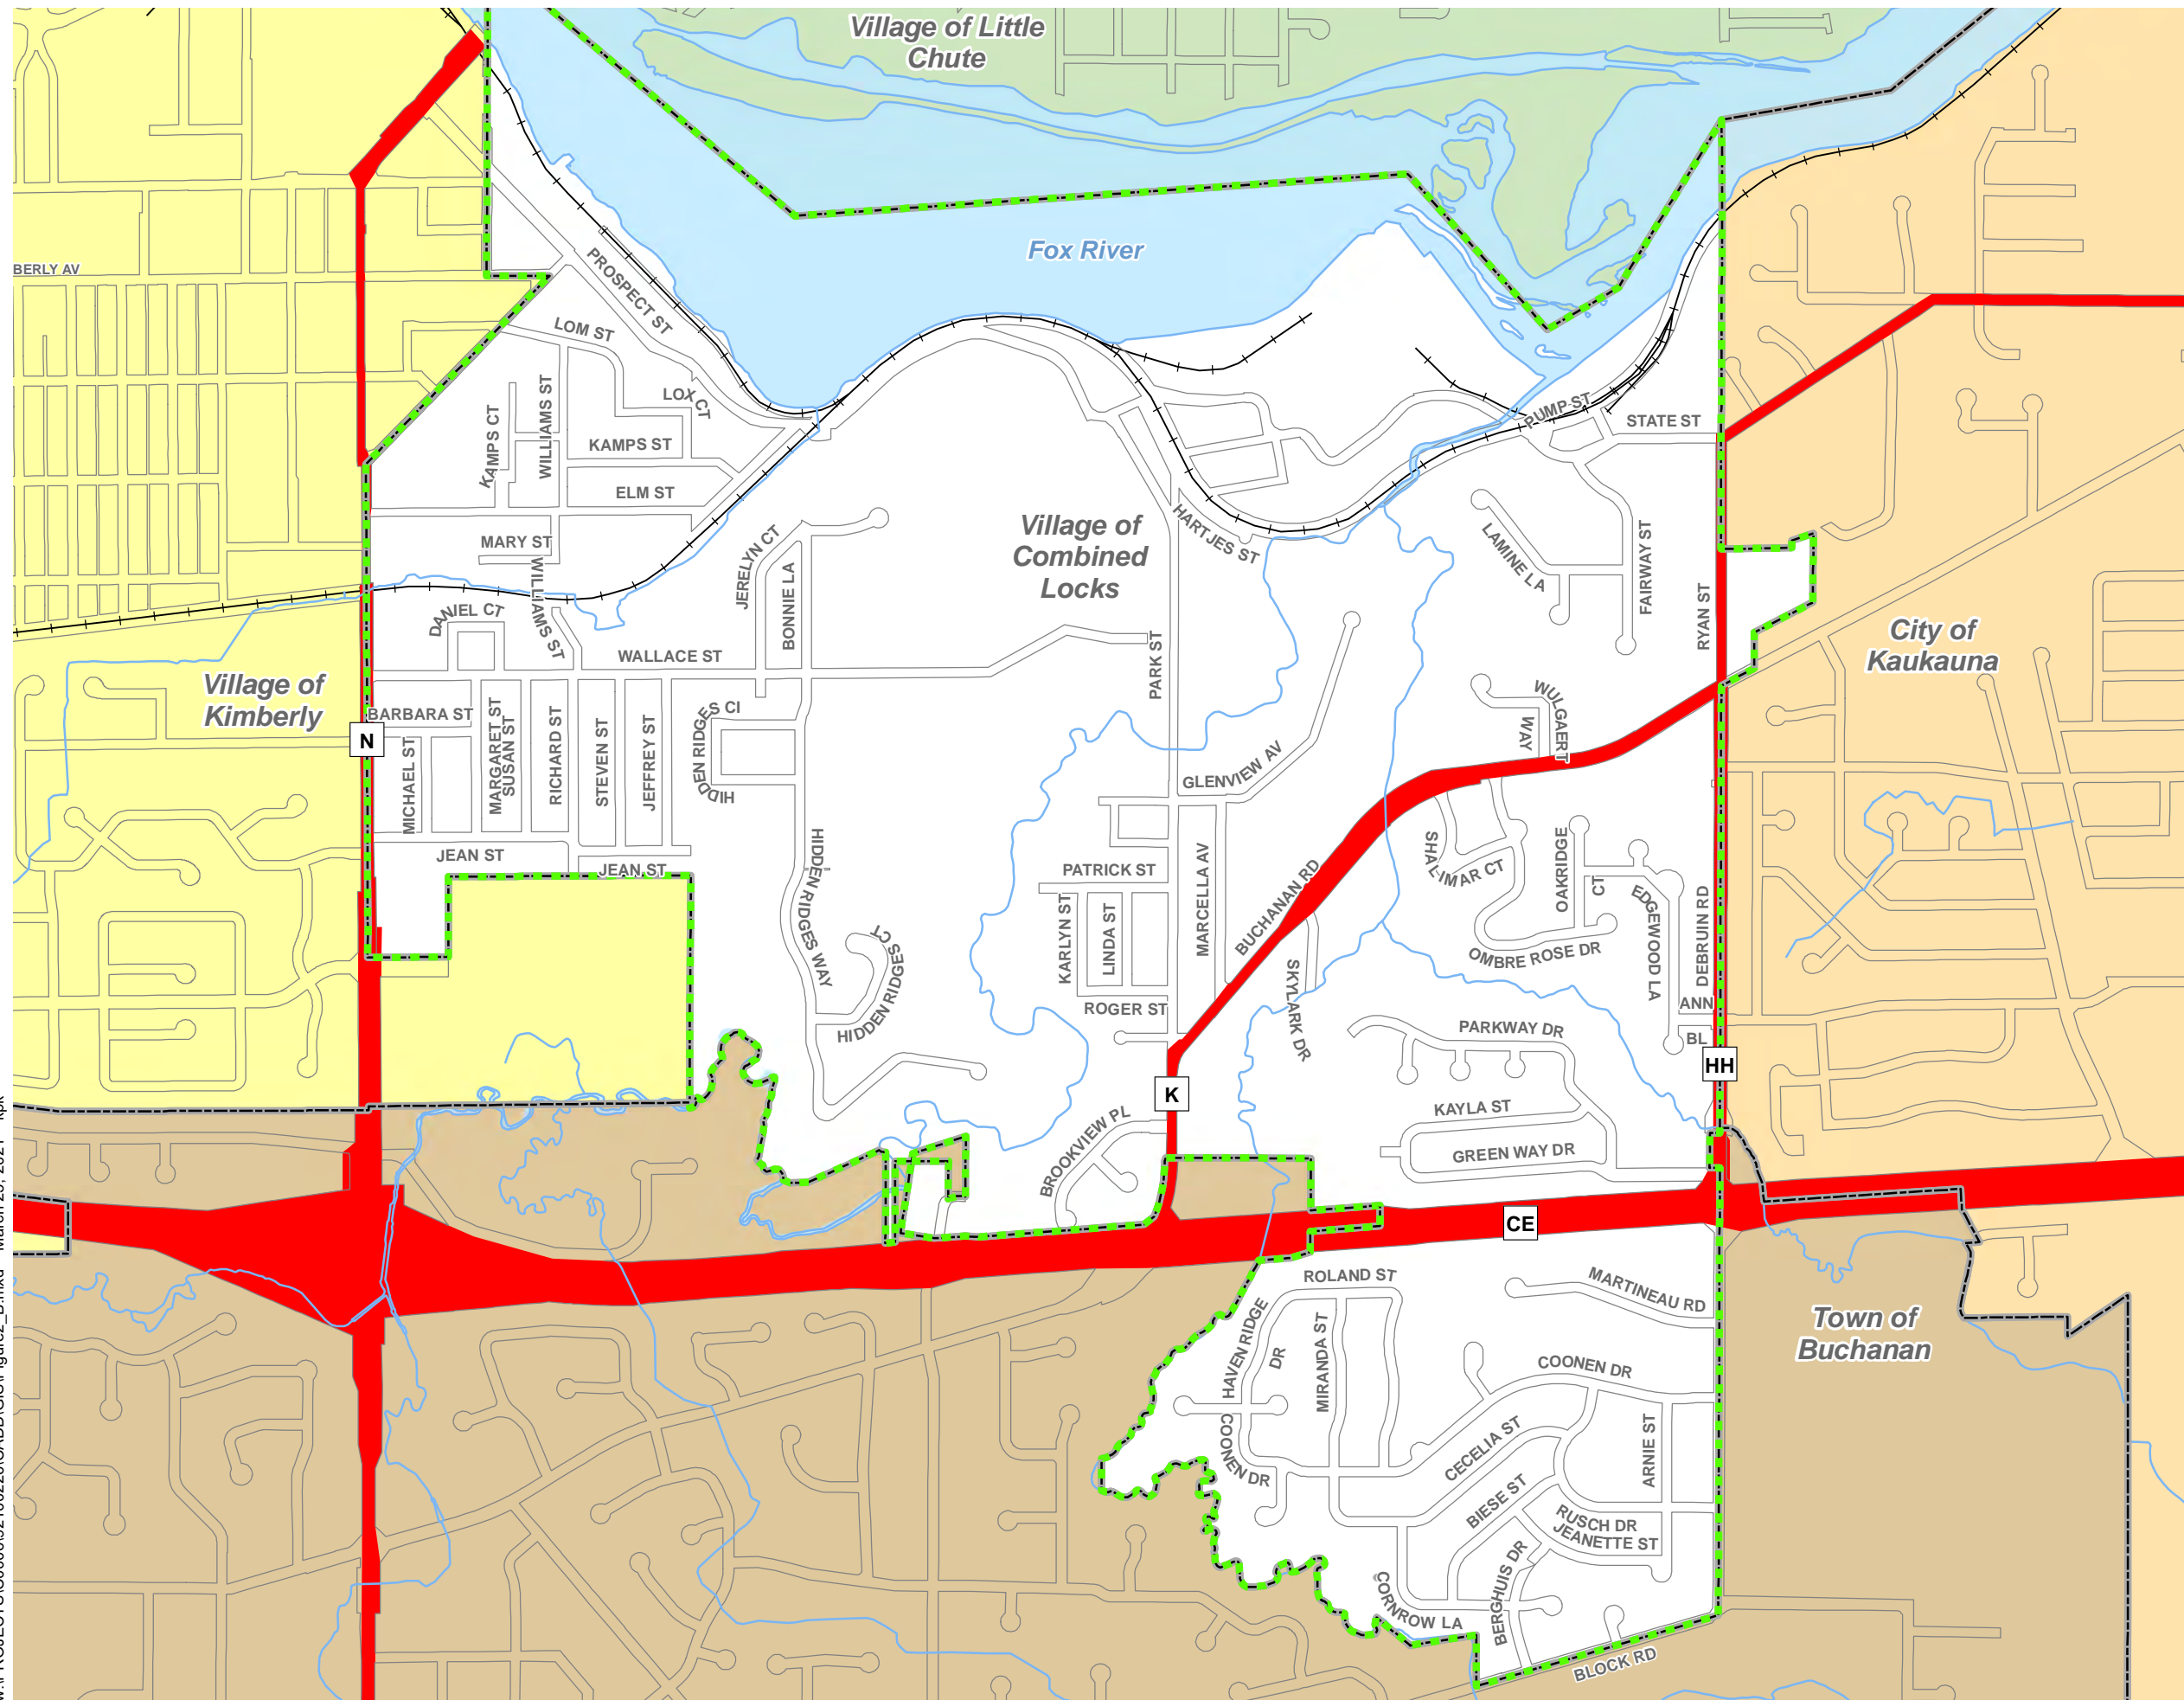 Village of Little
Chute
Fox River
BERLY AV
PROSPECT ST
LOM ST
LOX CT
KAMPS CT
WILLIAMS ST
KAMPS ST
ELM ST
PUMP ST
STATE ST
MARY ST
WILLIAMS ST
DANIEL CT
JERELYN CT
BONNIE LA
Village of
Combined
Locks
HARTJES ST
LAMINE LA
FAIRWAY ST
RYAN ST
City of
Kaukauna
Village of
Kimberly
WALLACE ST
PARK ST
BARBARA ST
N
MICHAEL ST
MARGARET ST
SUSAN ST
RICHARD ST
STEVEN ST
JEFFREY ST
HIDDEN RIDGES CI
WULGAERT
WAY
GLENVIEW AV
JEAN ST
JEAN ST
HIDDEN RIDGES WAY
HIDDEN RIDGES CT
HIDDEN RIDGES CT
PATRICK ST
KARLYN ST
LINDA ST
MARCELLA AV
BUCHANAN RD
ROGER ST
SHALIMAR CT
OAKRIDGE
CT
EDGEWOOD LA
DEBRUIN RD
OMBRE ROSE DR
SKYLARK DR
ANN
BL
PARKWAY DR
HH
K
KAYLA ST
GREEN WAY DR
BROOKVIEW PL
CE
ROLAND ST
MARTINEAU RD
HAVEN RIDGE
DR
MIRANDA ST
COONEN DR
COONEN DR
CECELIA ST
ARNIE ST
BIESE ST
RUSCH DR
JEANETTE ST
BERGHUIS DR
CORNROW LA
BLOCK RD
Town of
Buchanan